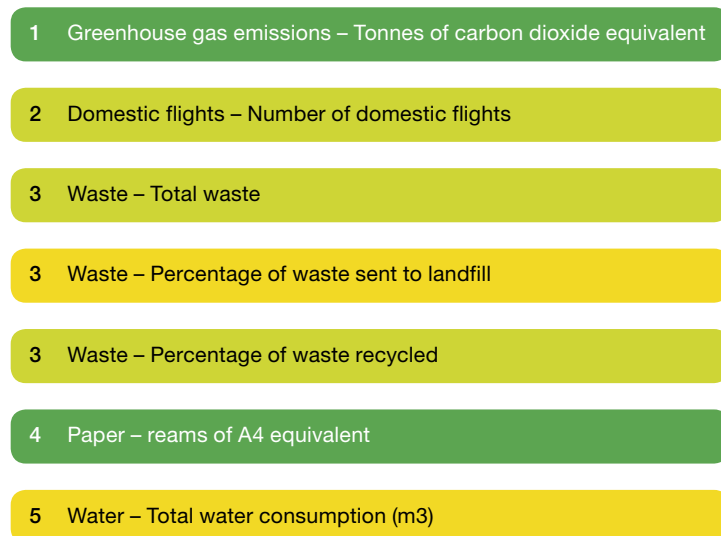 1 Greenhouse gas emissions – Tonnes of carbon dioxide equivalent
2 Domestic flights – Number of domestic flights
3 Waste – Total waste
3 Waste – Percentage of waste sent to landfill
3 Waste – Percentage of waste recycled
4 Paper – reams of A4 equivalent
5 Water – Total water consumption (m3)